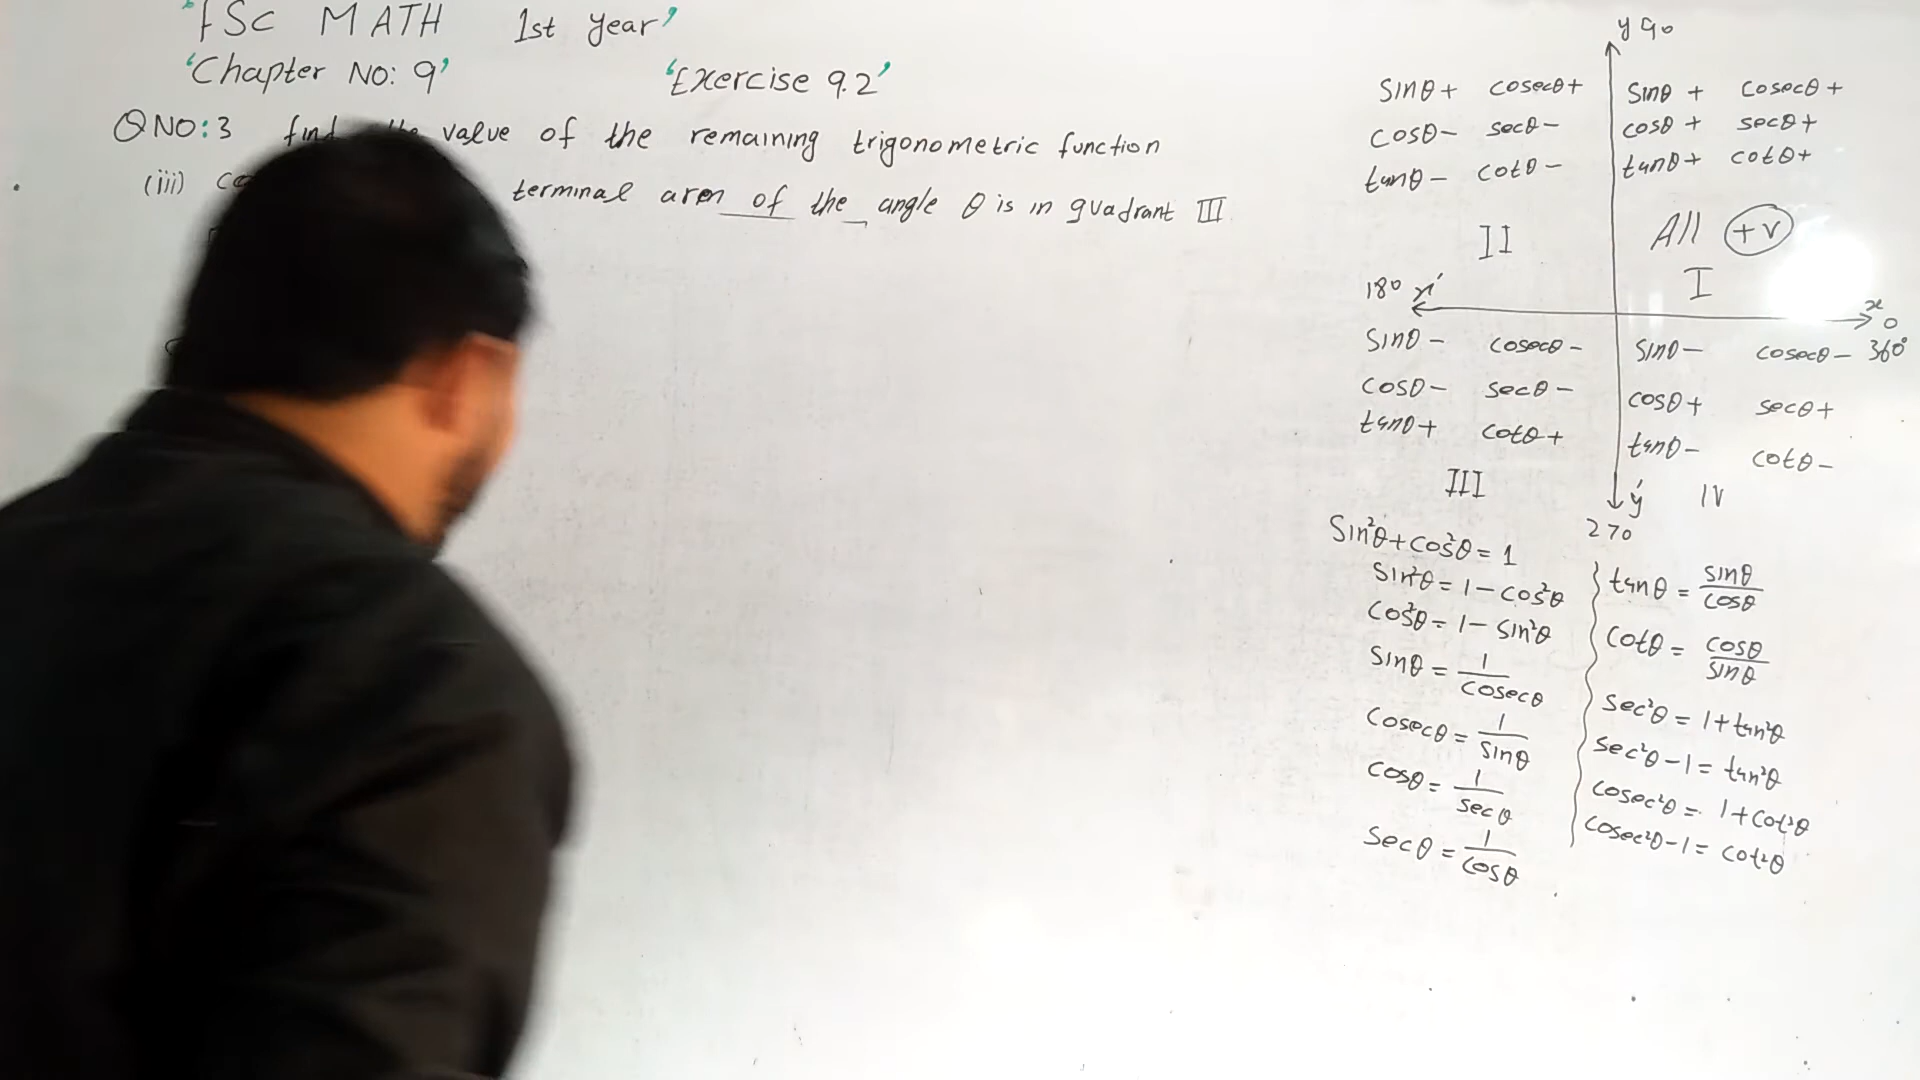 'FSC MATH 1st year'
'Chapter No: 9' 'Exercise 9.2'
QNO:3 find the value of the remaining trigonometric function
(iii) terminal arm of the angle θ is in quadrant III
y 90
Sinθ+ cosecθ+
cosθ- secθ-
tanθ- cotθ-
II
Sinθ + Cosecθ +
cosθ + secθ+
tanθ+ cotθ+
All +v
I
180 x'
x 0
360°
Sinθ- cosecθ-
cosθ- secθ-
tanθ+ cotθ+
III
sinθ- cosecθ-
cosθ+ secθ+
tanθ- cotθ-
ý IV
270
Sin²θ+cos²θ=1
Sin²θ=1-cos²θ
Cos²θ=1-sin²θ
Sinθ = 1/cosecθ
Cosecθ = 1/sinθ
Cosθ = 1/secθ
Secθ = 1/cosθ
tanθ = sinθ/cosθ
Cotθ = cosθ/sinθ
Sec²θ = 1+tan²θ
Sec²θ-1= tan²θ
Cosec²θ = 1+cot²θ
Cosec²θ-1= cot²θ